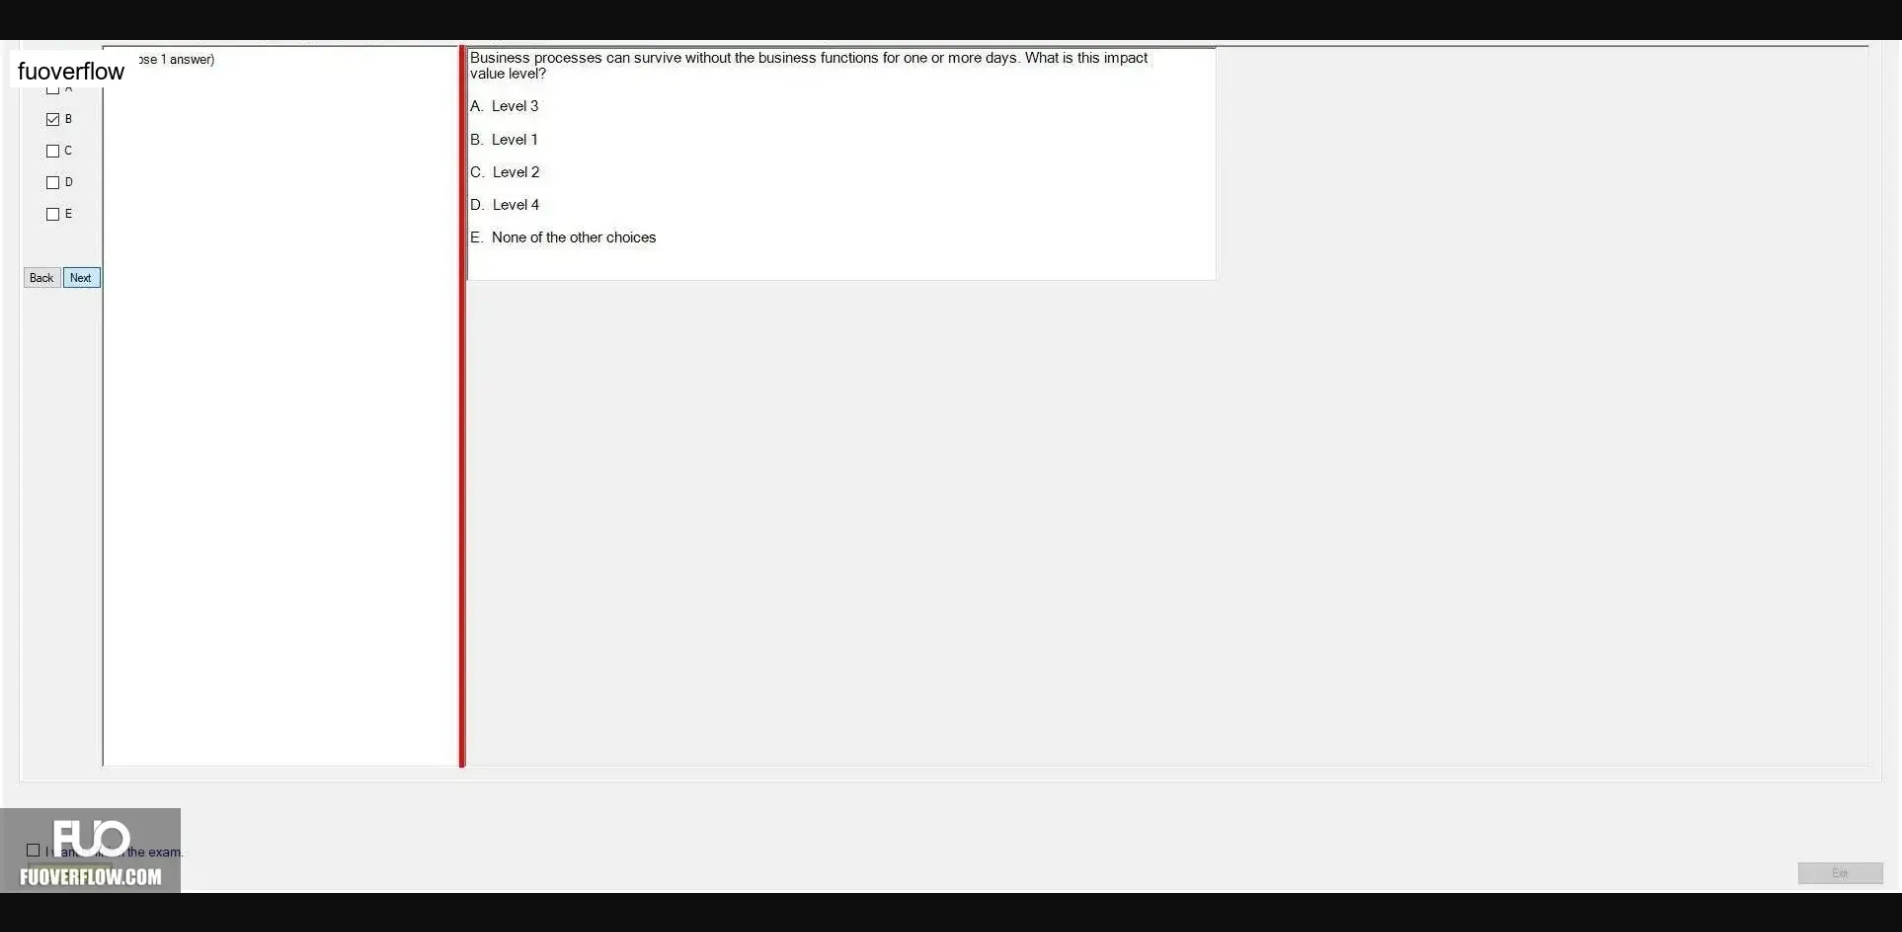 fuoverflow
ose 1 answer)
A
B
C
D
E
Back Next
Business processes can survive without the business functions for one or more days. What is this impact
value level?
A. Level 3
B. Level 1
C. Level 2
D. Level 4
E. None of the other choices
FUO
the exam.
FUOVERFLOW.COM
Exit